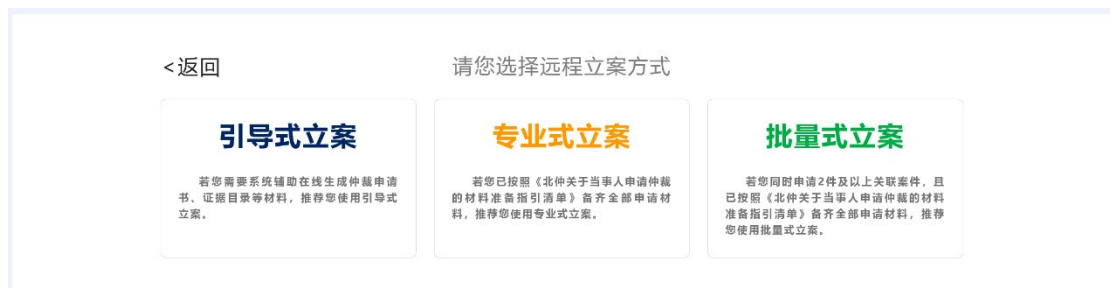 <返回
请您选择远程立案方式
引导式立案
若您需要系统辅助在线生成仲裁申请
书、证据目录等材料，推荐您使用引导式
立案。
专业式立案
若您已按照《北仲关于当事人申请仲裁
的材料准备指引清单》备齐全部申请材
料，推荐您使用专业式立案。
批量式立案
若您同时申请2件及以上关联案件，且
已按照《北仲关于当事人申请仲裁的材料
准备指引清单》备齐全部申请材料，推荐
您使用批量式立案。